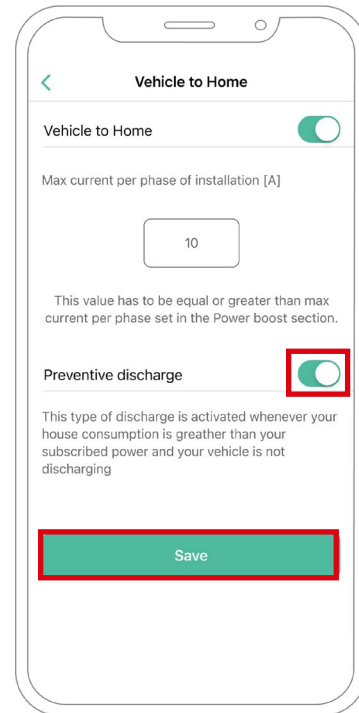 Vehicle to Home
Vehicle to Home
Max current per phase of installation [A]
10
This value has to be equal or greater than max
current per phase set in the Power boost section.
Preventive discharge
This type of discharge is activated whenever your
house consumption is greather than your
subscribed power and your vehicle is not
discharging
Save